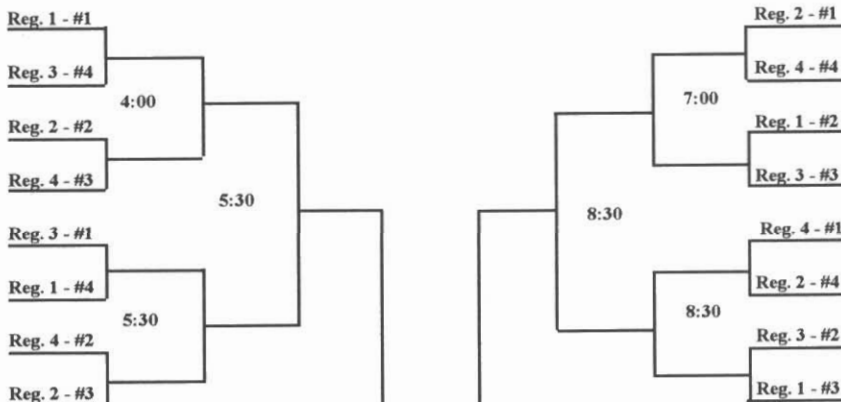 Reg. 1 - #1
Reg. 3 - #4
4:00
Reg. 2 - #2
Reg. 4 - #3
5:30
Reg. 3 - #1
Reg. 1 - #4
5:30
Reg. 4 - #2
Reg. 2 - #3
Reg. 2 - #1
Reg. 4 - #4
7:00
Reg. 1 - #2
Reg. 3 - #3
8:30
Reg. 4 - #1
Reg. 2 - #4
8:30
Reg. 3 - #2
Reg. 1 - #3